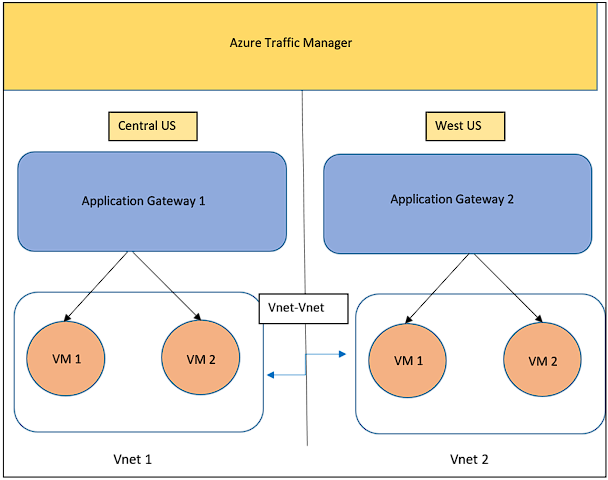 Azure Traffic Manager
Central US
West US
Application Gateway 1
Application Gateway 2
Vnet-Vnet
VM 1
VM 2
VM 1
VM 2
Vnet 1
Vnet 2